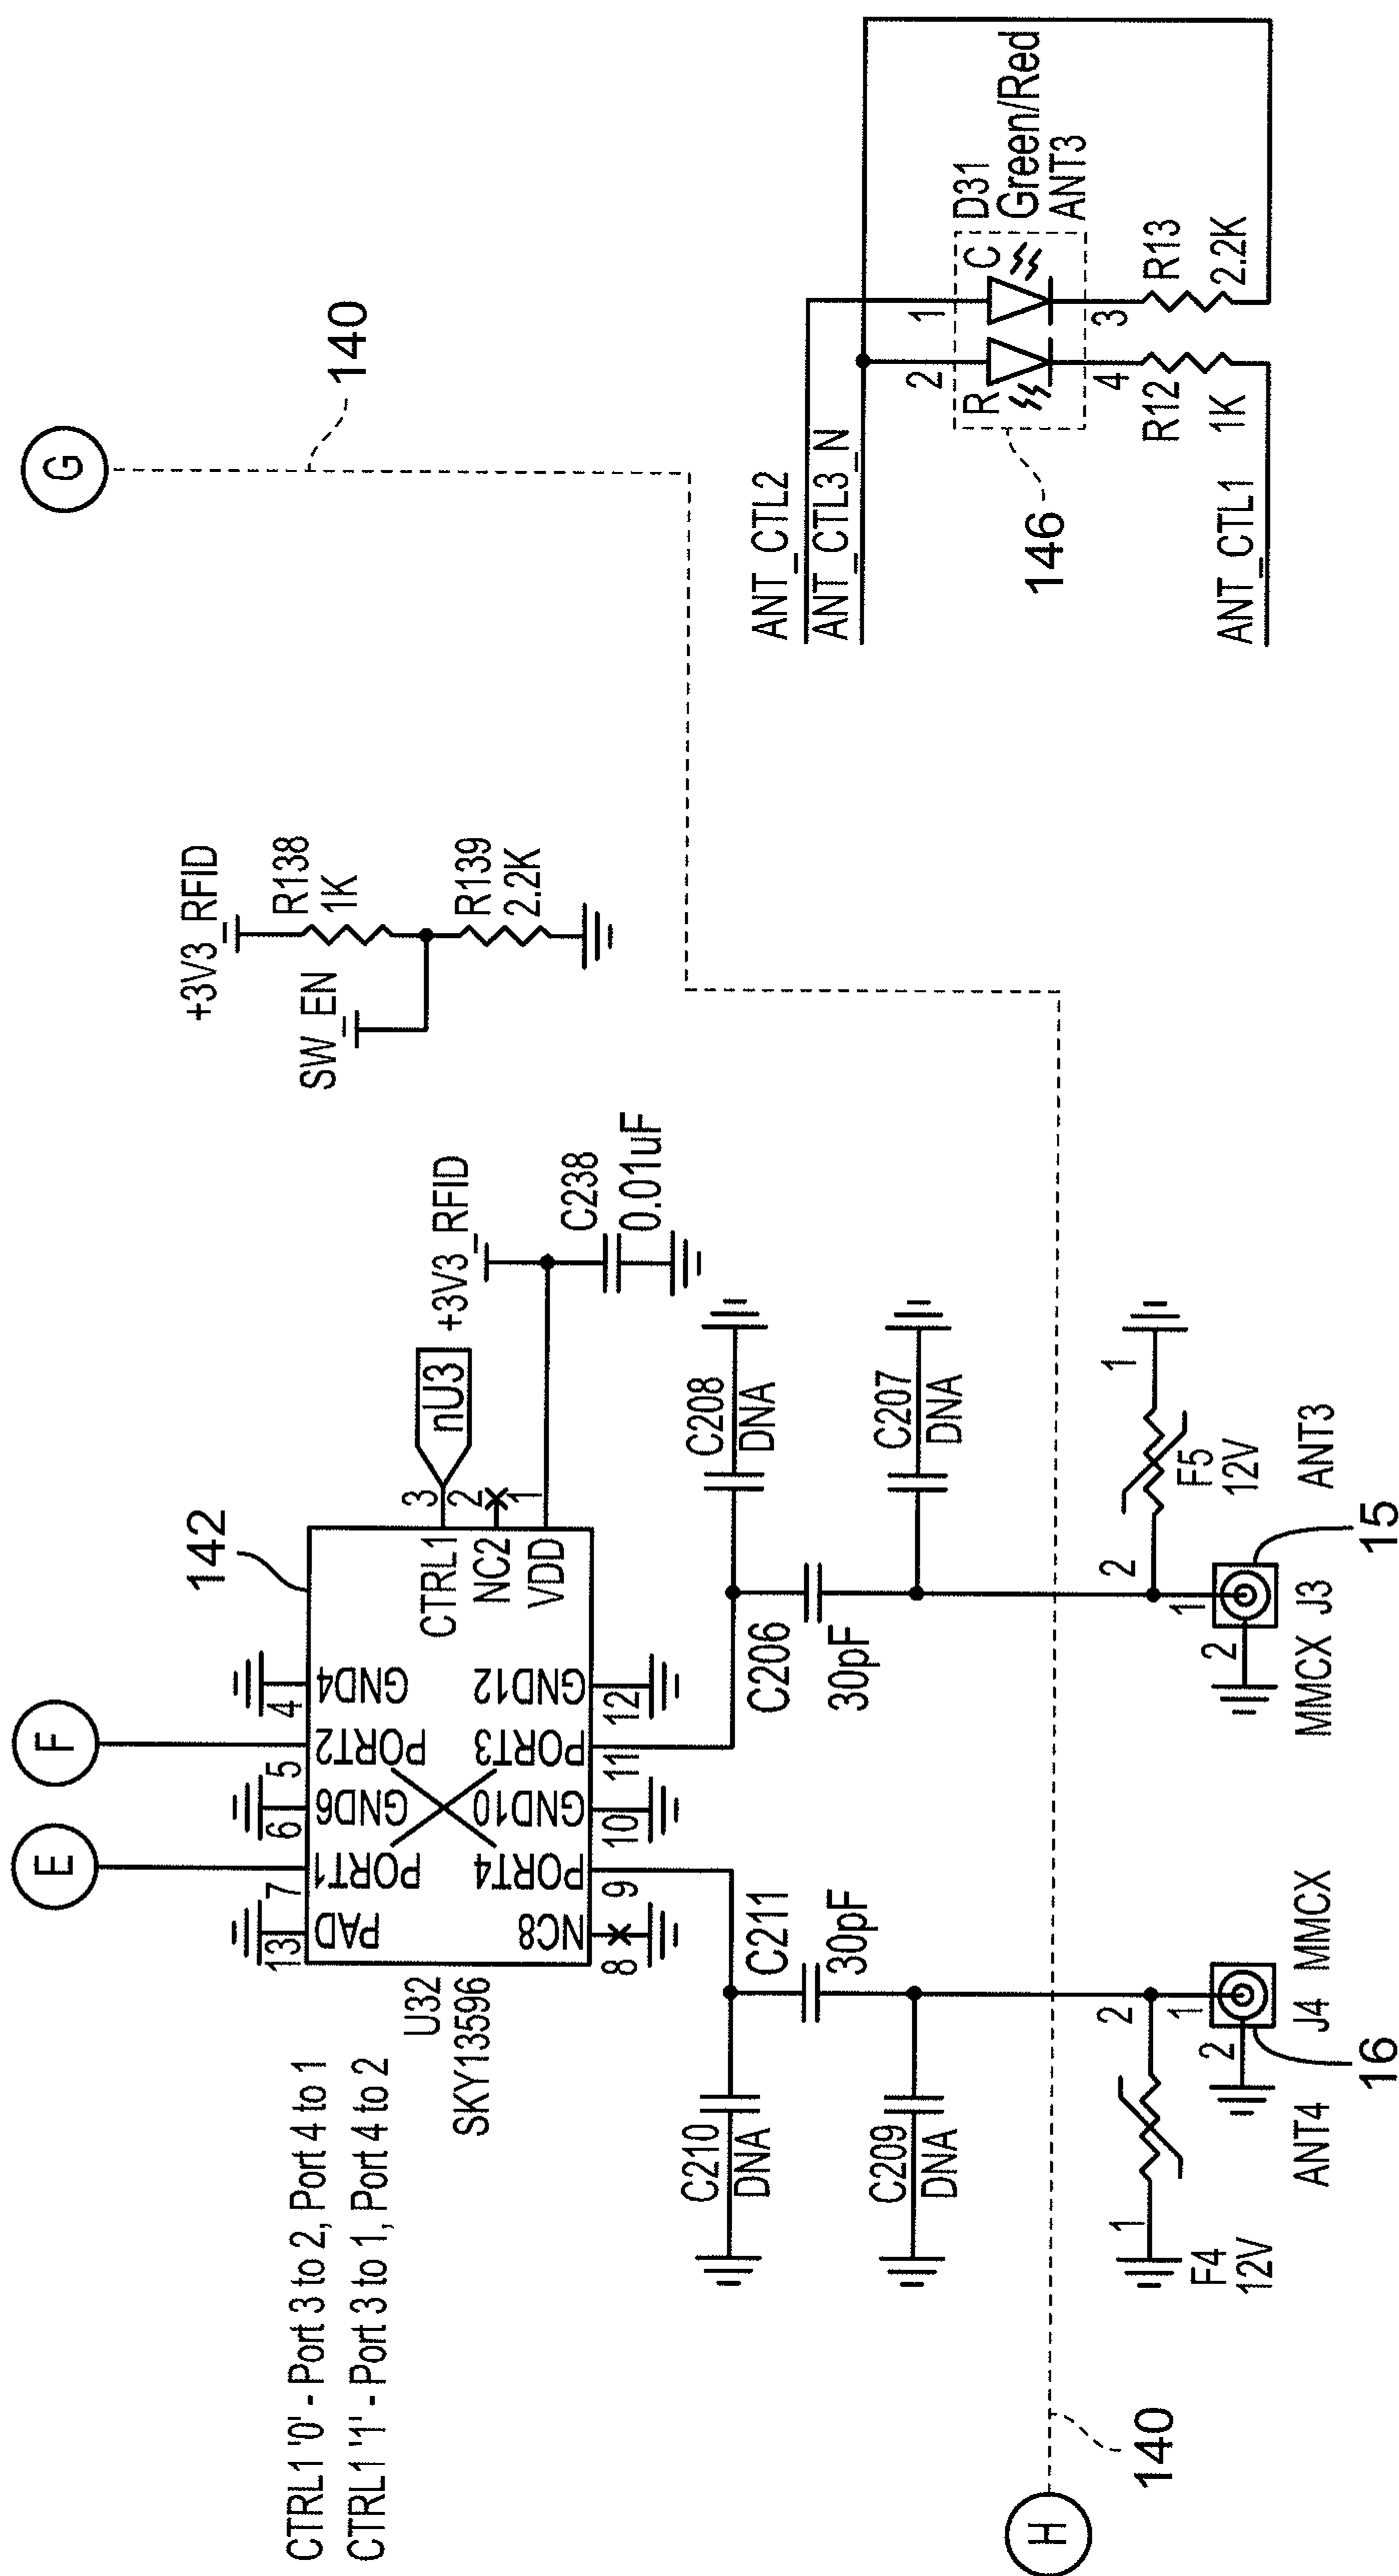 CTRL1 '0' - Port 3 to 2, Port 4 to 1
CTRL1 '1' - Port 3 to 1, Port 4 to 2
E
F
G
H
140
140
142
U32
SKY13596
13
7
6
5
4
PAD
PORT1
GND6
PORT2
GND4
NC8
PORT4
GND10
PORT3
GND12
8
9
10
11
12
CTRL1
NC2
VDD
3
2
1
nU3
+3V3_RFID
C238
0.01uF
+3V3_RFID
R138
1K
SW_EN
R139
2.2K
C210
DNA
C211
30pF
C209
DNA
C208
DNA
C206
30pF
C207
DNA
1
2
F4
12V
2
1
ANT4
J4 MMCX
16
2
1
F5
12V
2
1
MMCX J3
ANT3
15
ANT_CTL2
ANT_CTL3_N
ANT_CTL1
146
2
1
R
C
D31
Green/Red
ANT3
4
3
R12
1K
R13
2.2K